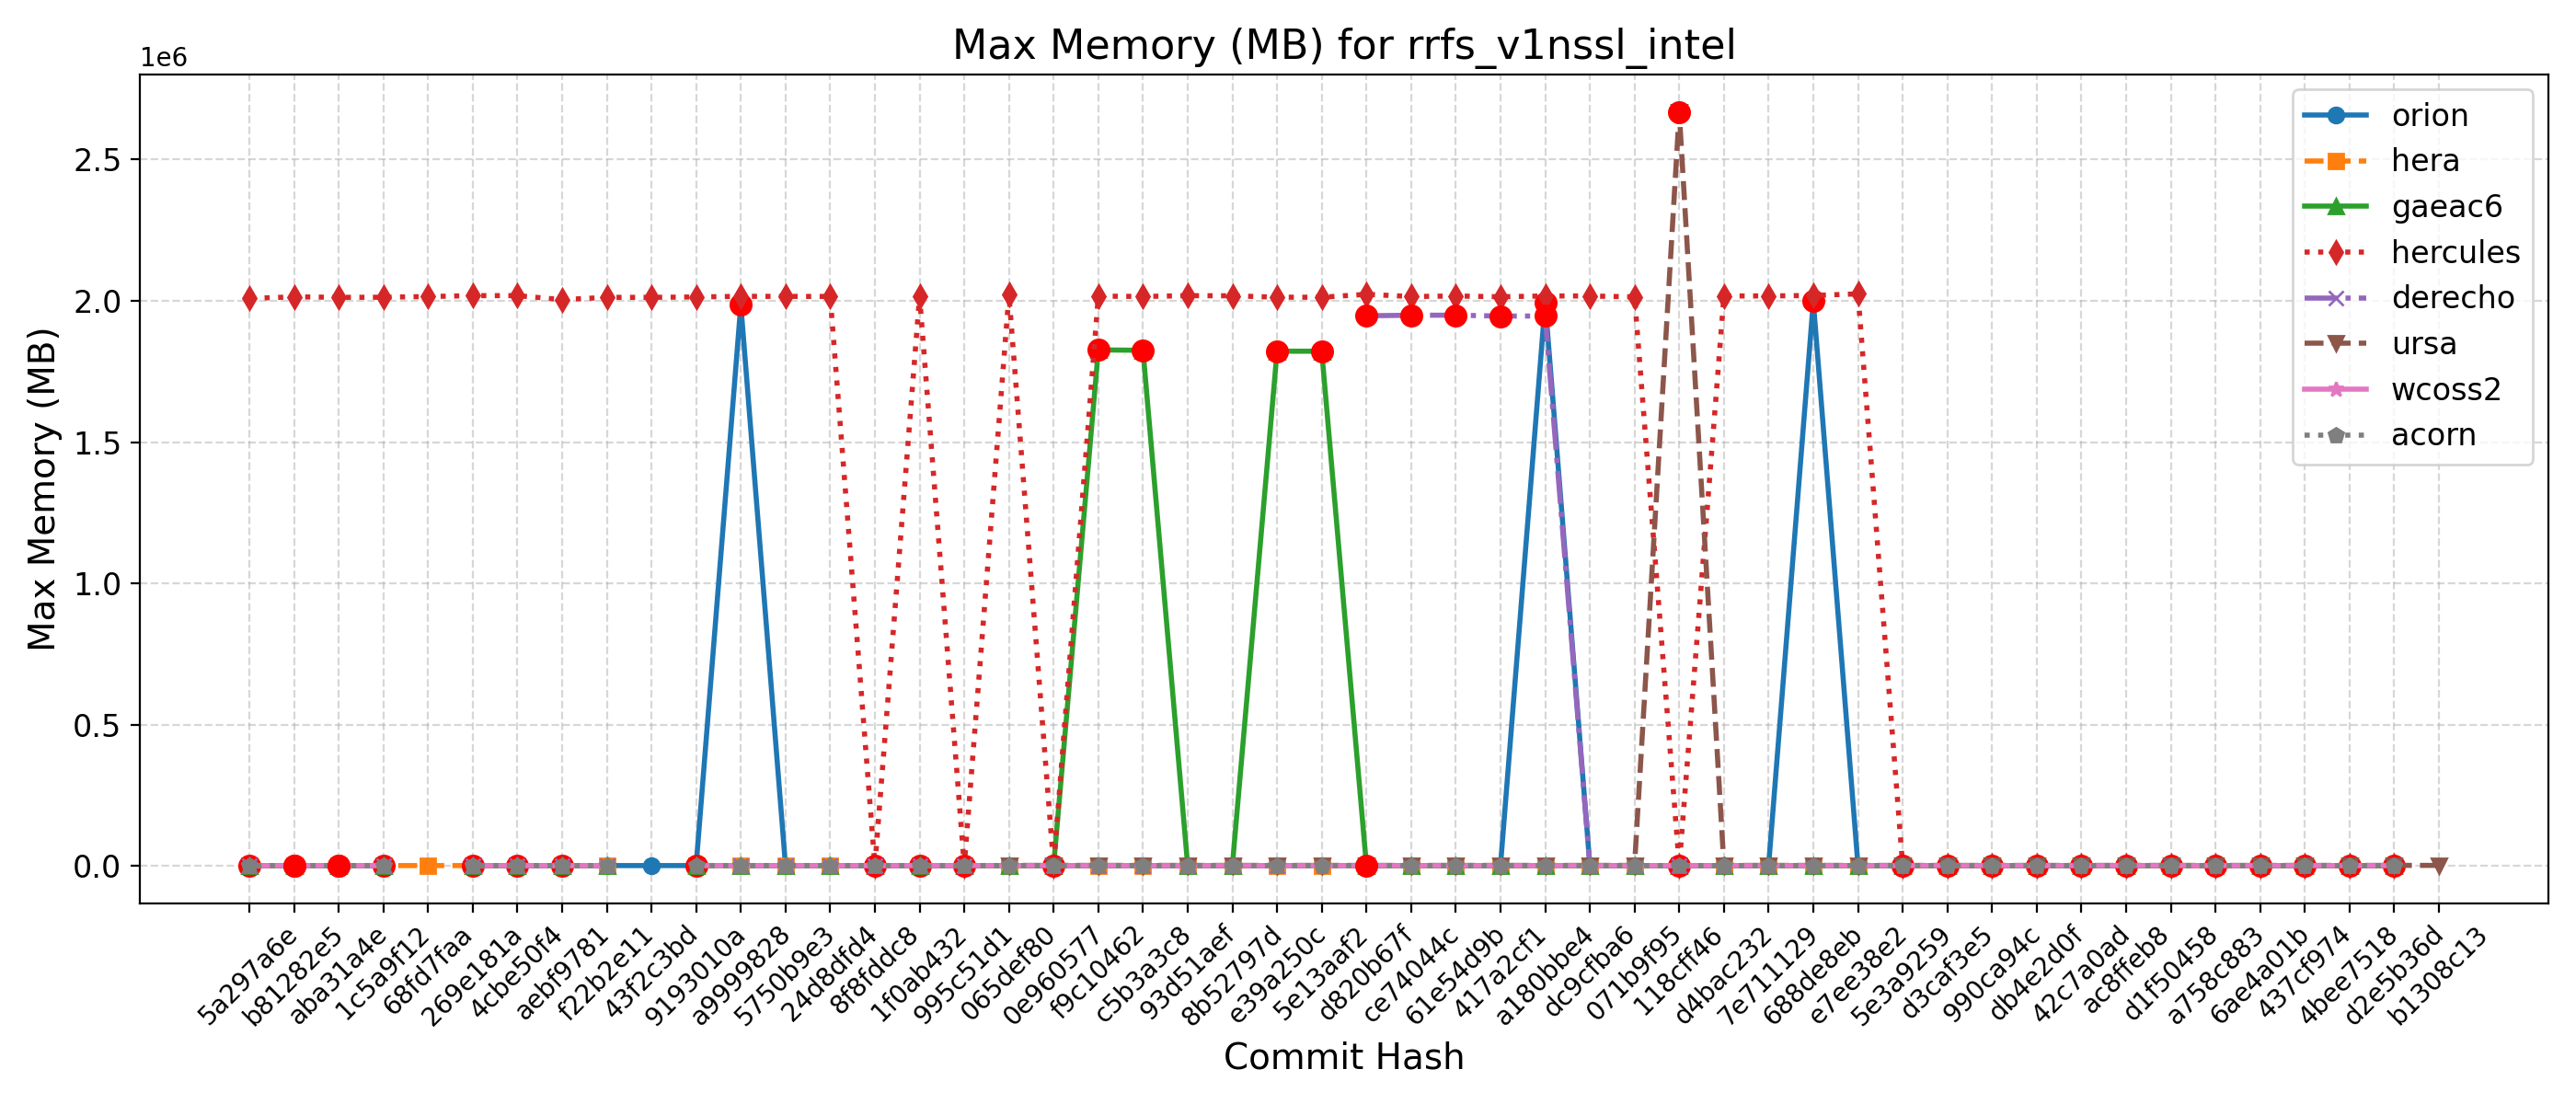 Max Memory (MB) for rrfs_v1nssl_intel
1e6
Max Memory (MB)
2.5
2.0
1.5
1.0
0.5
0.0
orion
hera
gaeac6
hercules
derecho
ursa
wcoss2
acorn
5a297a6e
b81282e5
aba31a4e
1c5a9f12
68fd7faa
269e181a
4cbe50f4
aebf9781
f22b2e11
43f2c3bd
9193010a
a9999828
5750b9e3
24d8dfd4
8f8fddc8
1f0ab432
995c51d1
065def80
0e960577
f9c10462
c5b3a3c8
93d51aef
8b52797d
e39a250c
5e13aaf2
d820b67f
ce74044c
61e54d9b
417a2cf1
a180bbe4
dc9cfba6
071b9f95
118cff46
d4bac232
7e711129
688de8eb
e7ee38e2
5e3a9259
d3caf3e5
990ca94c
db4e2d0f
42c7a0ad
ac8ffeb8
d1f50458
a758c883
6ae4a01b
437cf974
4bee7518
d2e5b36d
b1308c13
Commit Hash